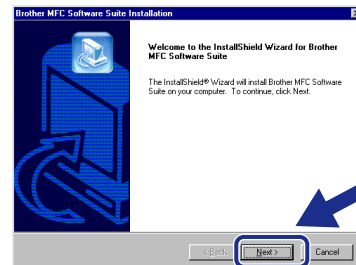 Brother MFC Software Suite Installation
Welcome to the InstallShield Wizard for Brother
MFC Software Suite
The InstallShield® Wizard will install Brother MFC Software
Suite on your computer. To continue, click Next.
< Back
Next >
Cancel